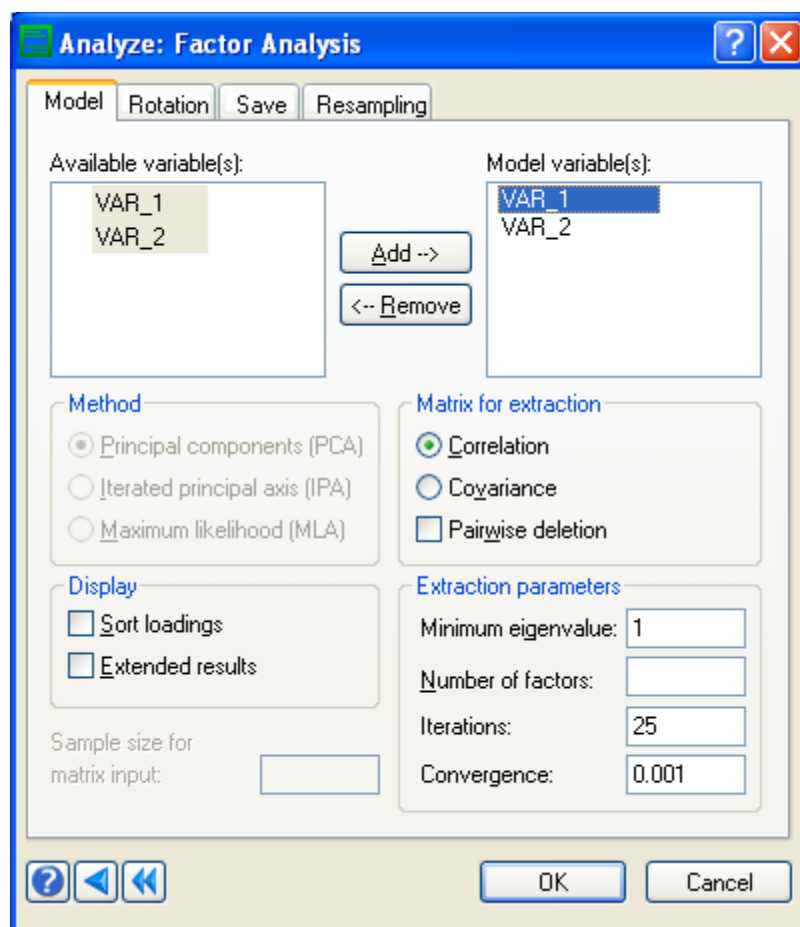 Analyze: Factor Analysis
Model Rotation Save Resampling
Available variable(s):
VAR_1
VAR_2
Add -->
<-- Remove
Model variable(s):
VAR_1
VAR_2
Method
Principal components (PCA)
Iterated principal axis (IPA)
Maximum likelihood (MLA)
Matrix for extraction
Correlation
Covariance
Pairwise deletion
Display
Sort loadings
Extended results
Sample size for
matrix input:
Extraction parameters
Minimum eigenvalue: 1
Number of factors:
Iterations: 25
Convergence: 0.001
OK Cancel